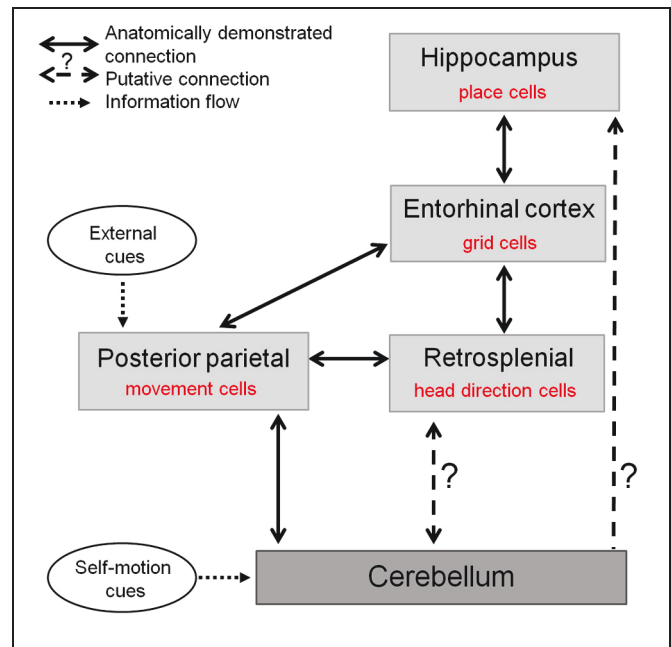 Anatomically demonstrated
connection
?
Putative connection
Information flow
Hippocampus
place cells
Entorhinal cortex
grid cells
External
cues
Posterior parietal
movement cells
Retrosplenial
head direction cells
?
?
Self-motion
cues
Cerebellum